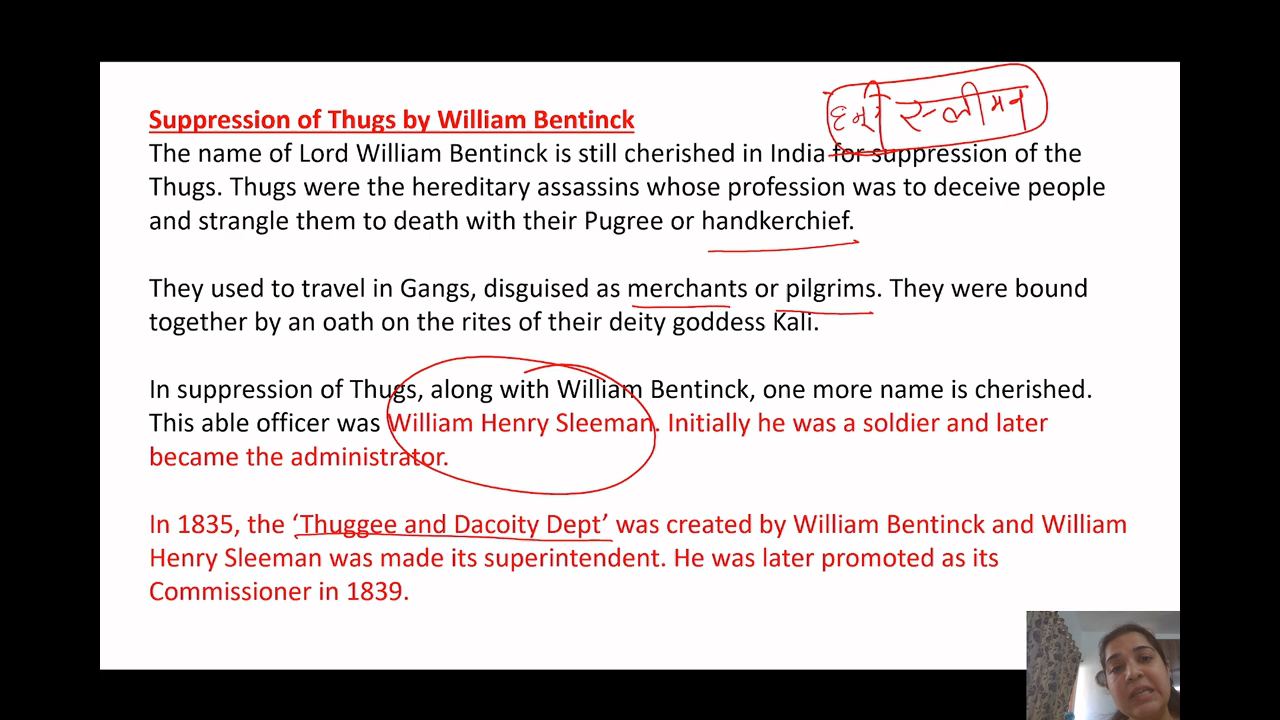 हेनरी स्लीमन
Suppression of Thugs by William Bentinck
The name of Lord William Bentinck is still cherished in India for suppression of the
Thugs. Thugs were the hereditary assassins whose profession was to deceive people
and strangle them to death with their Pugree or handkerchief.
They used to travel in Gangs, disguised as merchants or pilgrims. They were bound
together by an oath on the rites of their deity goddess Kali.
In suppression of Thugs, along with William Bentinck, one more name is cherished.
This able officer was William Henry Sleeman. Initially he was a soldier and later
became the administrator.
In 1835, the ‘Thuggee and Dacoity Dept’ was created by William Bentinck and William
Henry Sleeman was made its superintendent. He was later promoted as its
Commissioner in 1839.